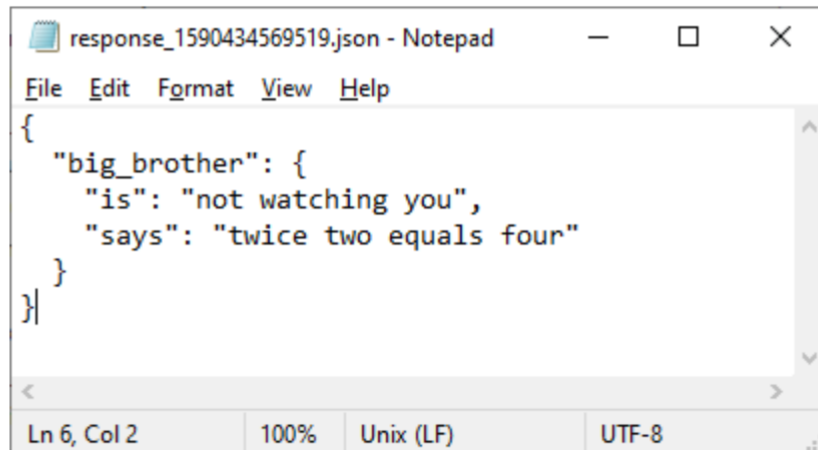 response_1590434569519.json - Notepad
File Edit Format View Help
{
  "big_brother": {
    "is": "not watching you",
    "says": "twice two equals four"
  }
}
Ln 6, Col 2 100% Unix (LF) UTF-8